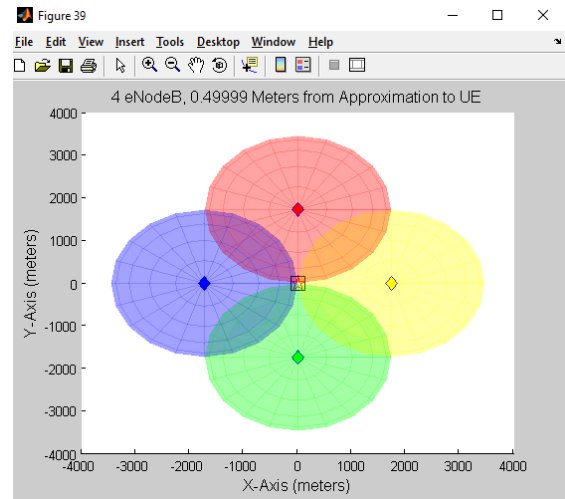 Figure 39
File Edit View Insert Tools Desktop Window Help
4 eNodeB, 0.49999 Meters from Approximation to UE
4000
3000
2000
1000
0
-1000
-2000
-3000
-4000
Y-Axis (meters)
-4000 -3000 -2000 -1000 0 1000 2000 3000 4000
X-Axis (meters)